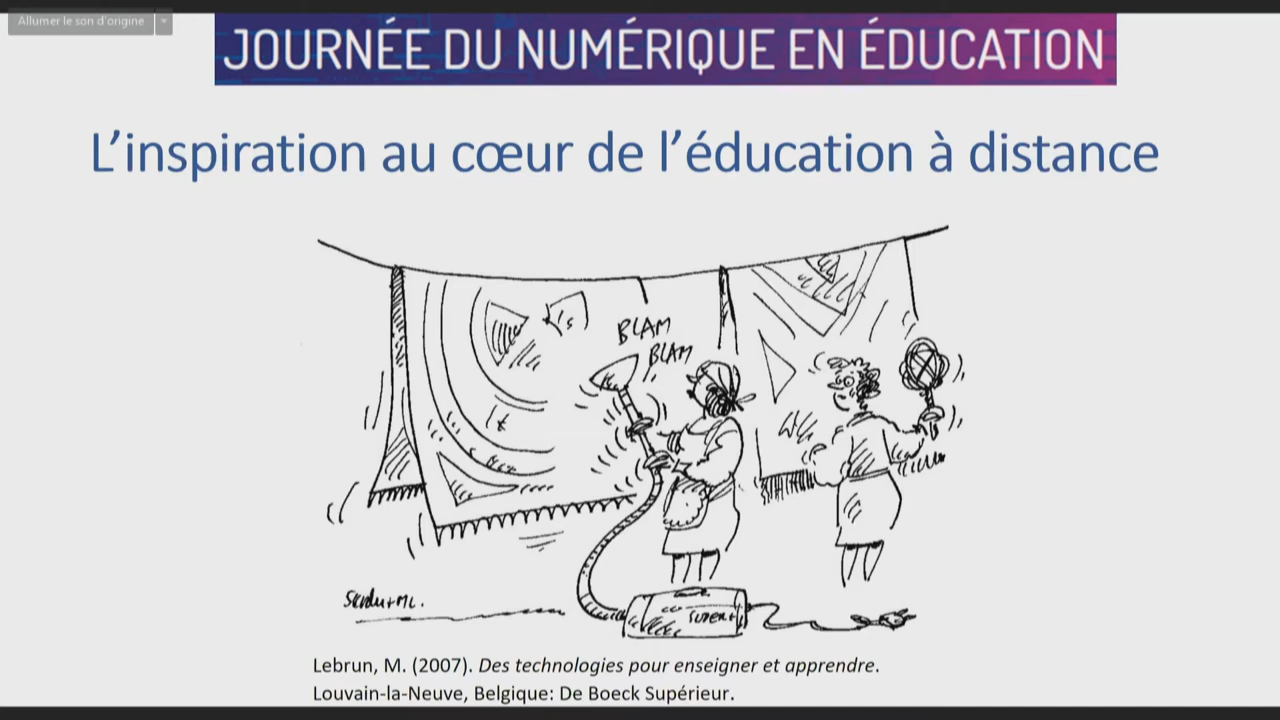 Allumer le son d'origine
JOURNÉE DU NUMÉRIQUE EN ÉDUCATION
L'inspiration au cœur de l'éducation à distance
BLAM
BLAM
Lebrun, M. (2007). Des technologies pour enseigner et apprendre.
Louvain-la-Neuve, Belgique: De Boeck Supérieur.